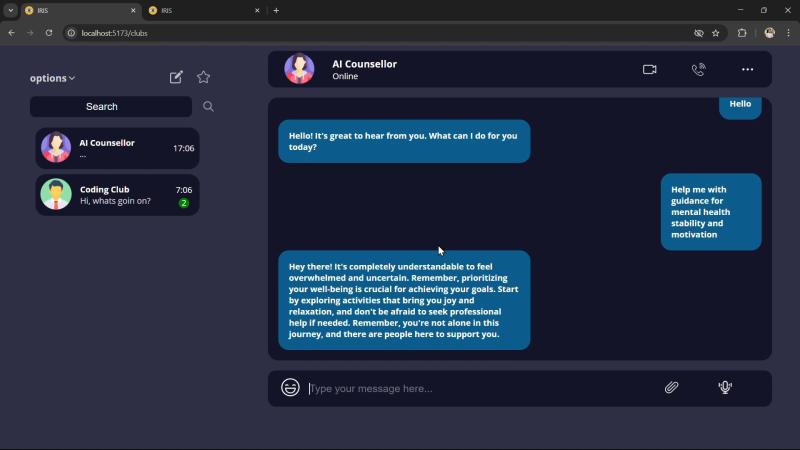 IRIS
IRIS
localhost:5173/clubs
options
Search
AI Counsellor
...
17:06
Coding Club
Hi, whats goin on?
7:06
2
AI Counsellor
Online
Hello
Hello! It's great to hear from you. What can I do for you
today?
Help me with
guidance for
mental health
stability and
motivation
Hey there! It's completely understandable to feel
overwhelmed and uncertain. Remember, prioritizing
your well-being is crucial for achieving your goals. Start
by exploring activities that bring you joy and
relaxation, and don't be afraid to seek professional
help if needed. Remember, you're not alone in this
journey, and there are people here to support you.
Type your message here...